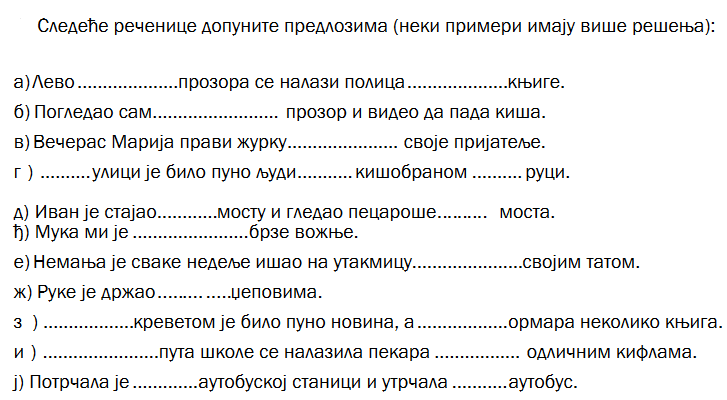 Следеће реченице допуните предлозима (неки примери имају више решења):
а) Лево....................прозора се налази полица....................књиге.
б) Погледао сам......................... прозор и видео да пада киша.
в) Вечерас Марија прави журку...................... своје пријатеље.
г ) ..........улици је било пуно људи...........кишобраном .......... руци.
д) Иван је стајао............мосту и гледао пецароше.......... моста.
ђ) Мука ми је .......................брзе вожње.
е) Немања је сваке недеље ишао на утакмицу......................својим татом.
ж) Руке је држао......... .....џеповима.
з ) ..................креветом је било пуно новина, а..................ормара неколико књига.
и ) .......................пута школе се налазила пекара ................. одличним кифлама.
ј) Потрчала је.............аутобуској станици и утрчала ...........аутобус.